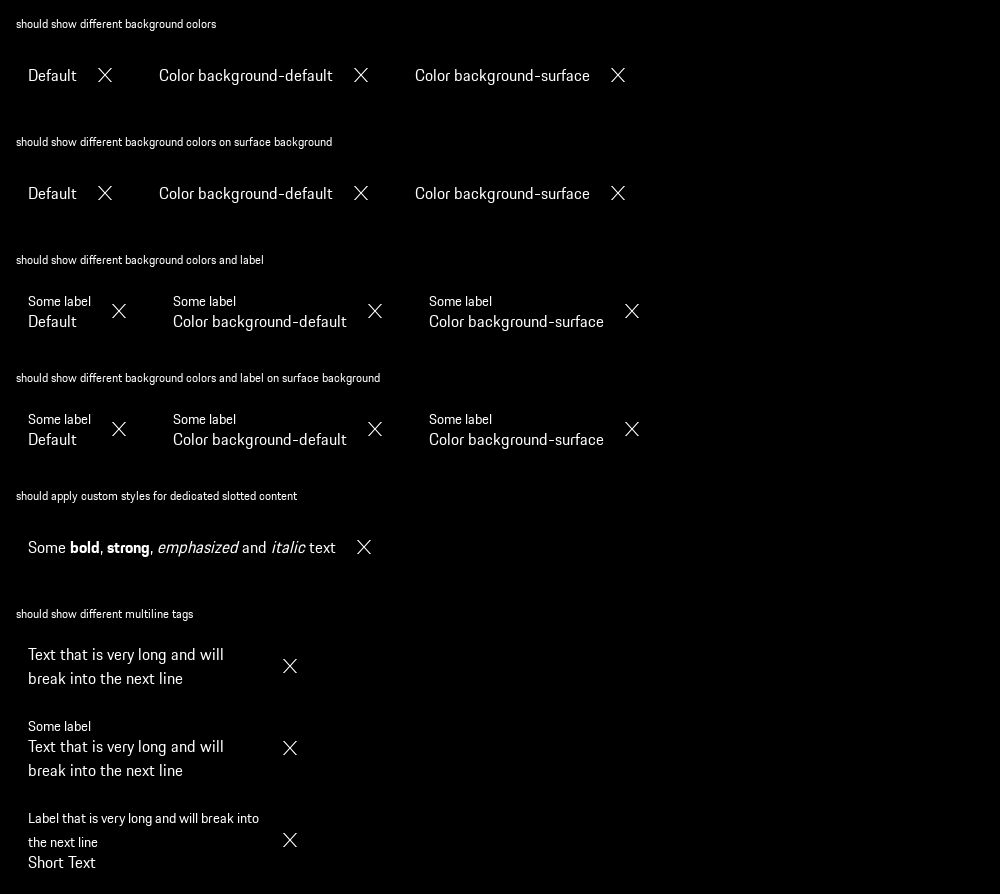 should show different background colors
Default Color background-default Color background-surface
should show different background colors on surface background
Default Color background-default Color background-surface
should show different background colors and label
Some label Some label Some label
Default Color background-default Color background-surface
should show different background colors and label on surface background
Some label Some label Some label
Default Color background-default Color background-surface
should apply custom styles for dedicated slotted content
Some bold, strong, emphasized and italic text
should show different multiline tags
Text that is very long and will
break into the next line
Some label
Text that is very long and will
break into the next line
Label that is very long and will break into
the next line
Short Text